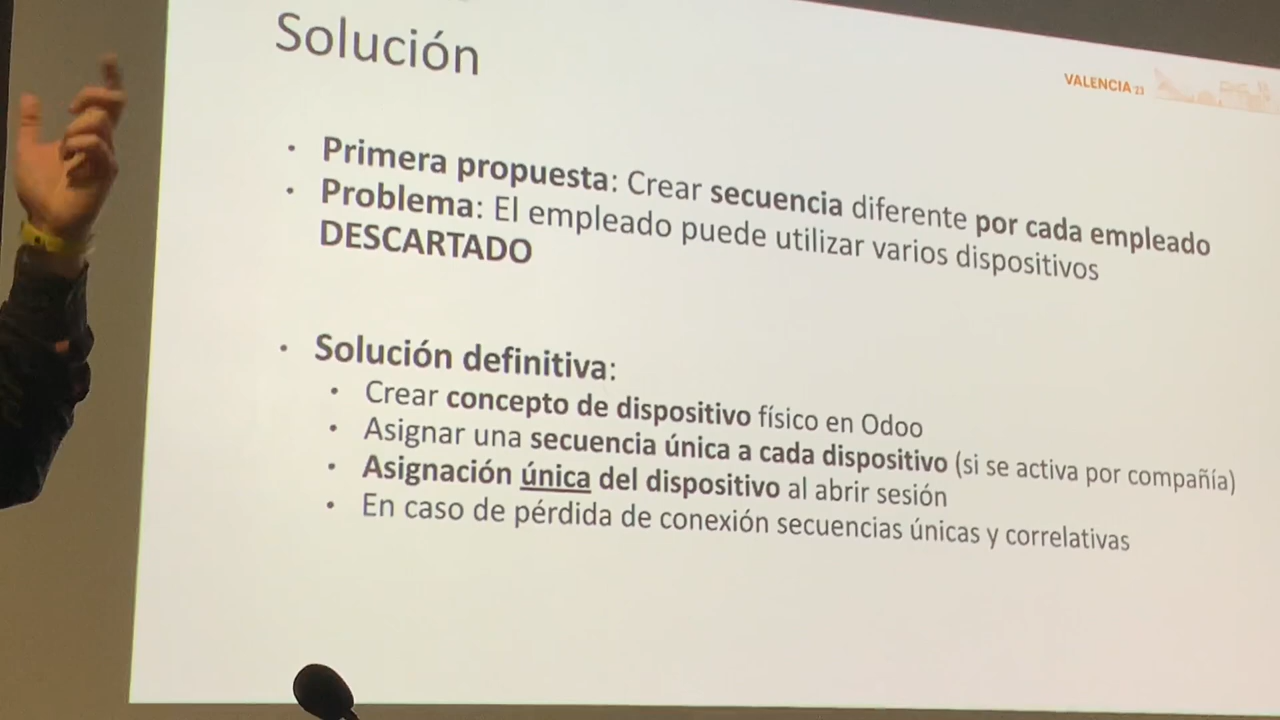 Solución
VALENCIA 23
• Primera propuesta: Crear secuencia diferente por cada empleado
• Problema: El empleado puede utilizar varios dispositivos
DESCARTADO
• Solución definitiva:
• Crear concepto de dispositivo físico en Odoo
• Asignar una secuencia única a cada dispositivo (si se activa por compañía)
• Asignación única del dispositivo al abrir sesión
• En caso de pérdida de conexión secuencias únicas y correlativas